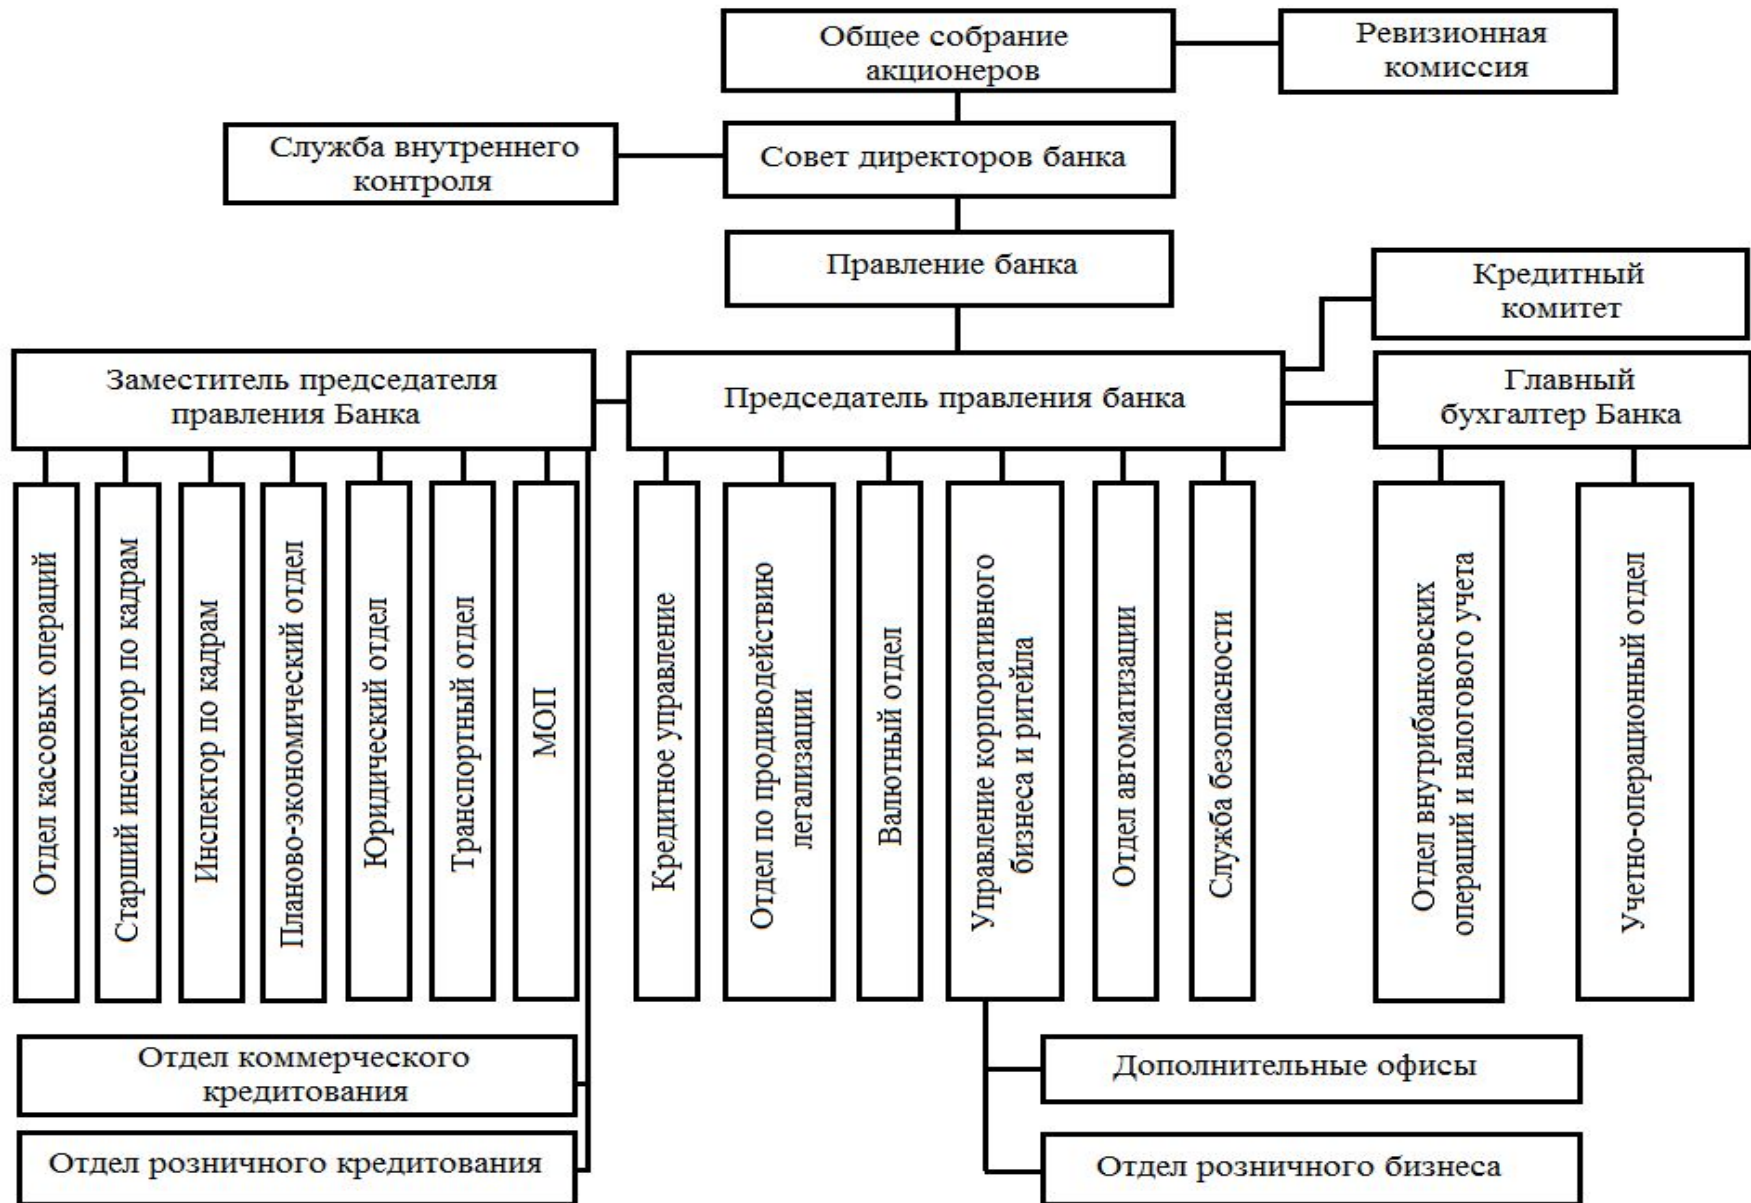 Общее собрание
акционеров
Ревизионная
комиссия
Служба внутреннего
контроля
Совет директоров банка
Правление банка
Кредитный
комитет
Заместитель председателя
правления Банка
Председатель правления банка
Главный
бухгалтер Банка
Отдел кассовых операций
Старший инспектор по кадрам
Инспектор по кадрам
Планово-экономический отдел
Юридический отдел
Транспортный отдел
МОП
Кредитное управление
Отдел по продиводействию
легализации
Валютный отдел
Управление корпоративного
бизнеса и ритейла
Отдел автоматизации
Служба безопасности
Отдел внутрибанковских
операций и налогового учета
Учетно-операционный отдел
Отдел коммерческого
кредитования
Дополнительные офисы
Отдел розничного кредитования
Отдел розничного бизнеса